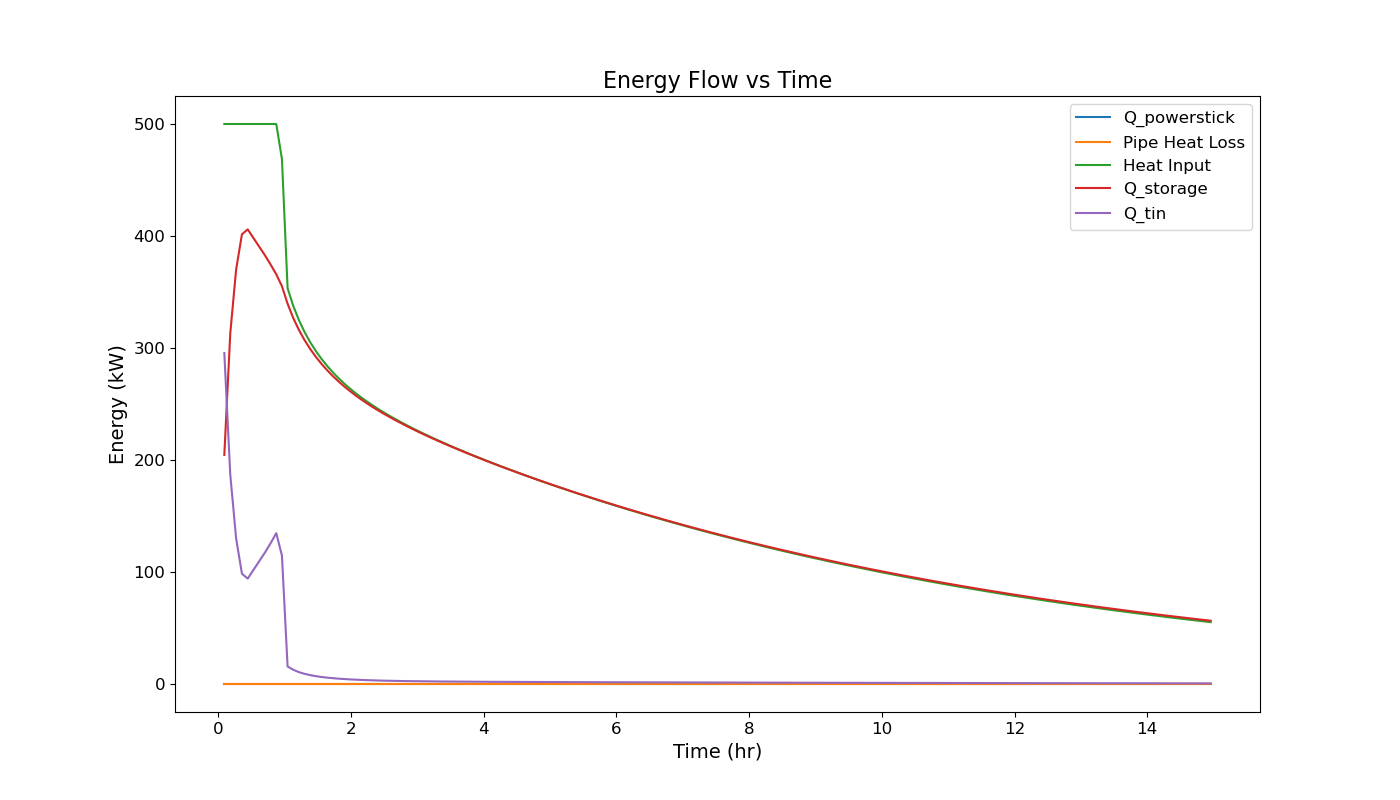 Energy Flow vs Time
Q_powerstick
Pipe Heat Loss
Heat Input
Q_storage
Q_tin
500
400
300
200
100
0
Energy (kW)
0 2 4 6 8 10 12 14
Time (hr)